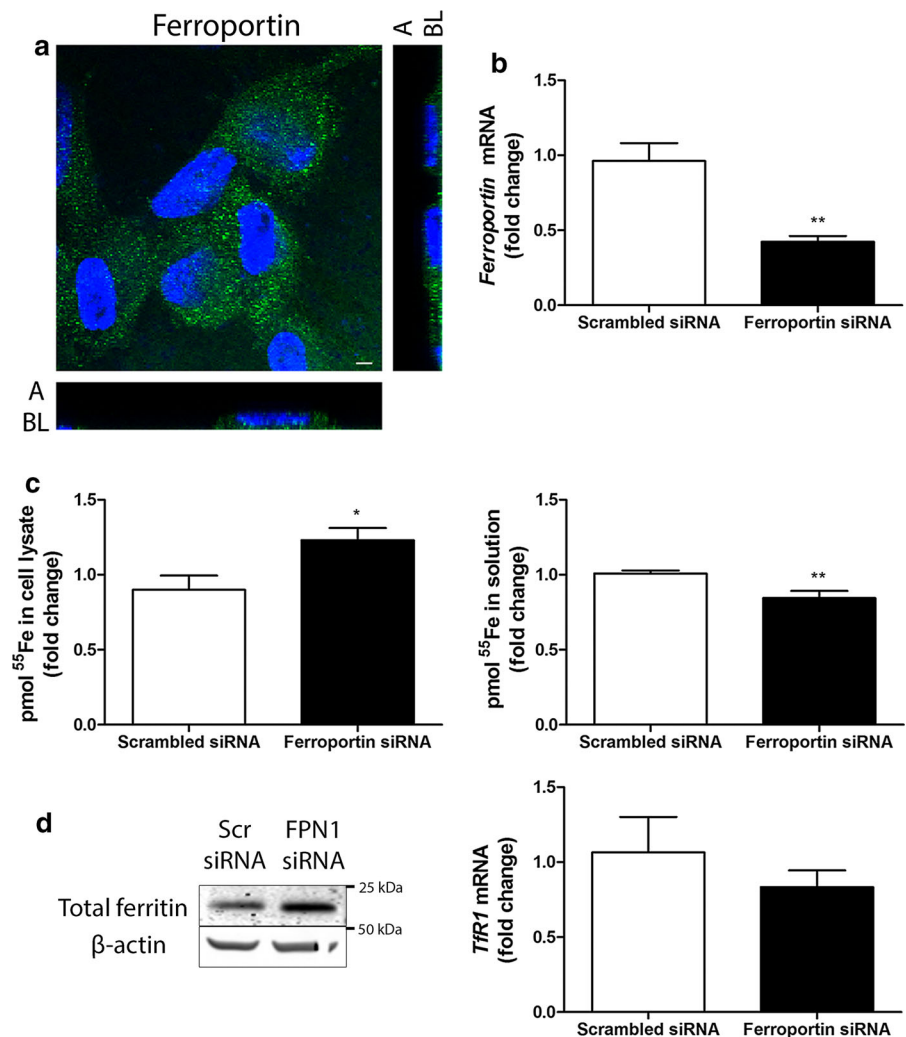 Ferroportin
a
A
BL
A
BL
b
Ferroportin mRNA
(fold change)
1.5
1.0
0.5
0.0
**
Scrambled siRNA
Ferroportin siRNA
c
pmol ⁵⁵Fe in cell lysate
(fold change)
1.5
1.0
0.5
0.0
*
Scrambled siRNA
Ferroportin siRNA
pmol ⁵⁵Fe in solution
(fold change)
1.5
1.0
0.5
0.0
**
Scrambled siRNA
Ferroportin siRNA
d
Scr
siRNA
FPN1
siRNA
25 kDa
Total ferritin
50 kDa
β-actin
TfR1 mRNA
(fold change)
1.5
1.0
0.5
0.0
Scrambled siRNA
Ferroportin siRNA